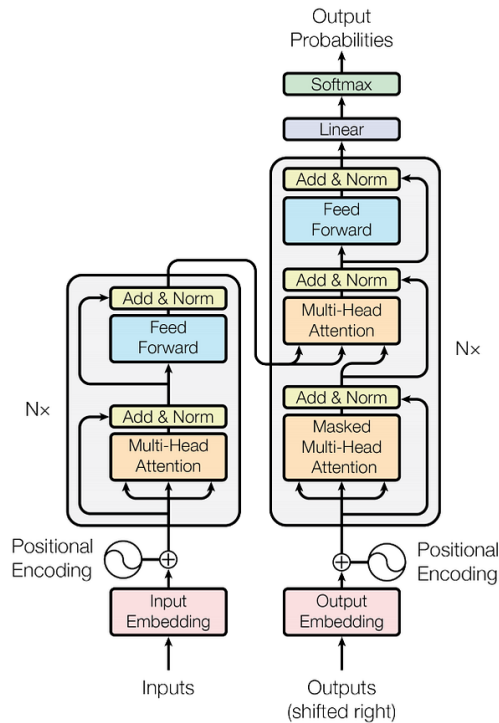 Output
Probabilities
Softmax
Linear
Add & Norm
Feed
Forward
Add & Norm
Multi-Head
Attention
Add & Norm
Masked
Multi-Head
Attention
N×
Add & Norm
Feed
Forward
N×
Add & Norm
Multi-Head
Attention
Positional
Encoding
Positional
Encoding
Input
Embedding
Output
Embedding
Inputs
Outputs
(shifted right)